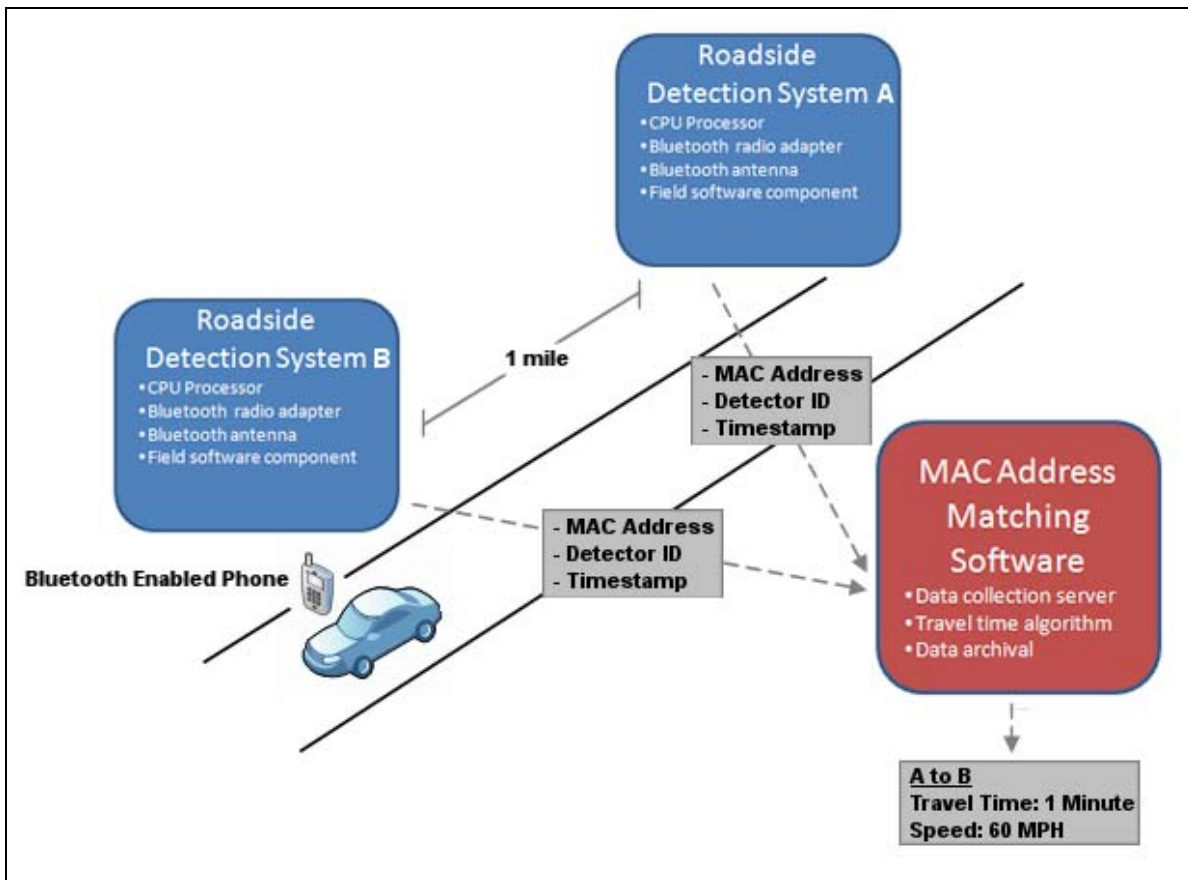 Roadside
Detection System A
•CPU Processor
•Bluetooth radio adapter
•Bluetooth antenna
•Field software component
Roadside
Detection System B
•CPU Processor
•Bluetooth radio adapter
•Bluetooth antenna
•Field software component
1 mile
- MAC Address
- Detector ID
- Timestamp
- MAC Address
- Detector ID
- Timestamp
Bluetooth Enabled Phone
MAC Address
Matching
Software
•Data collection server
•Travel time algorithm
•Data archival
A to B
Travel Time: 1 Minute
Speed: 60 MPH